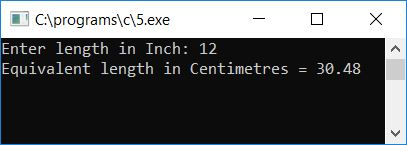 C:\programs\c\5.exe
Enter length in Inch: 12
Equivalent length in Centimetres = 30.48